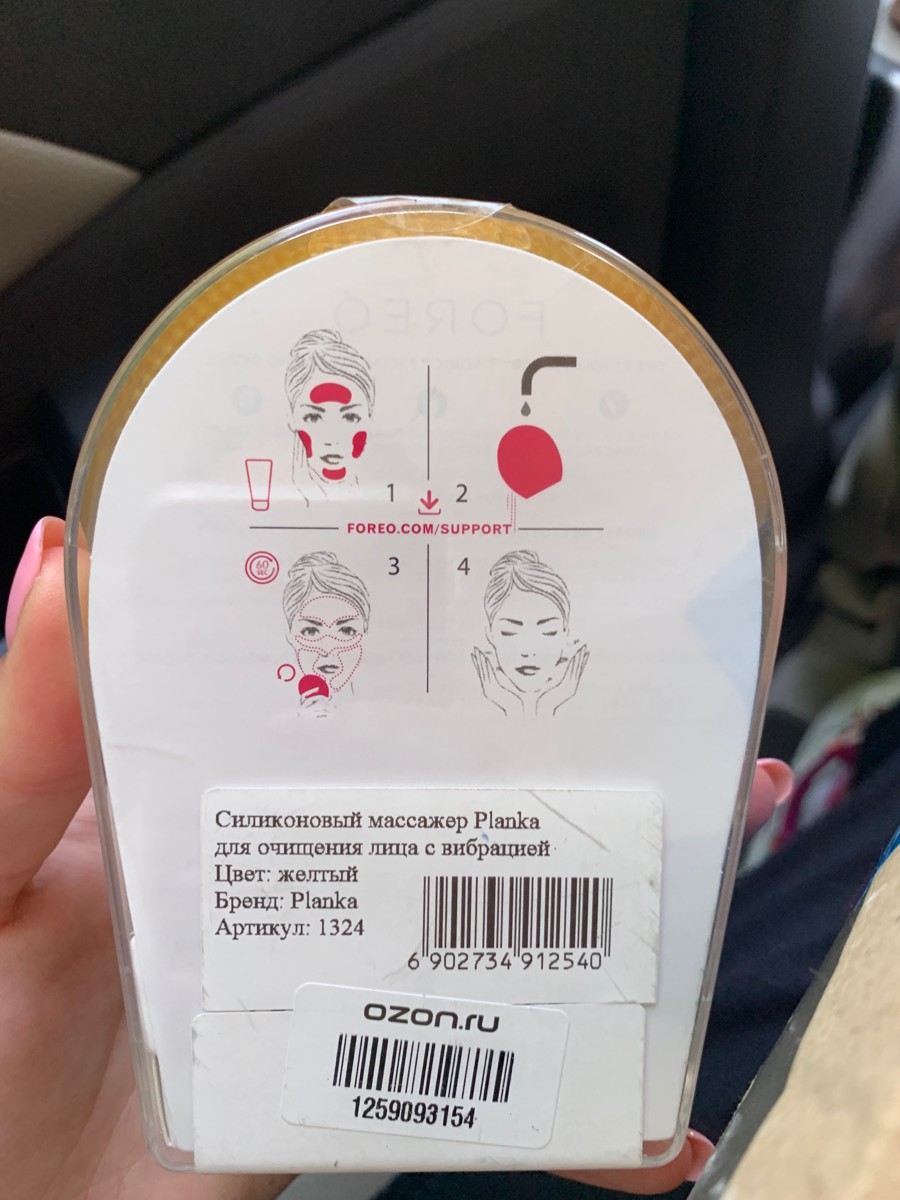 FOREO
1
2
FOREO.COM/SUPPORT
60
SEC
3
4
Силиконовый массажер Planka
для очищения лица с вибрацией
Цвет: желтый
Бренд: Planka
Артикул: 1324
6 902734 912540
ozon.ru
1259093154